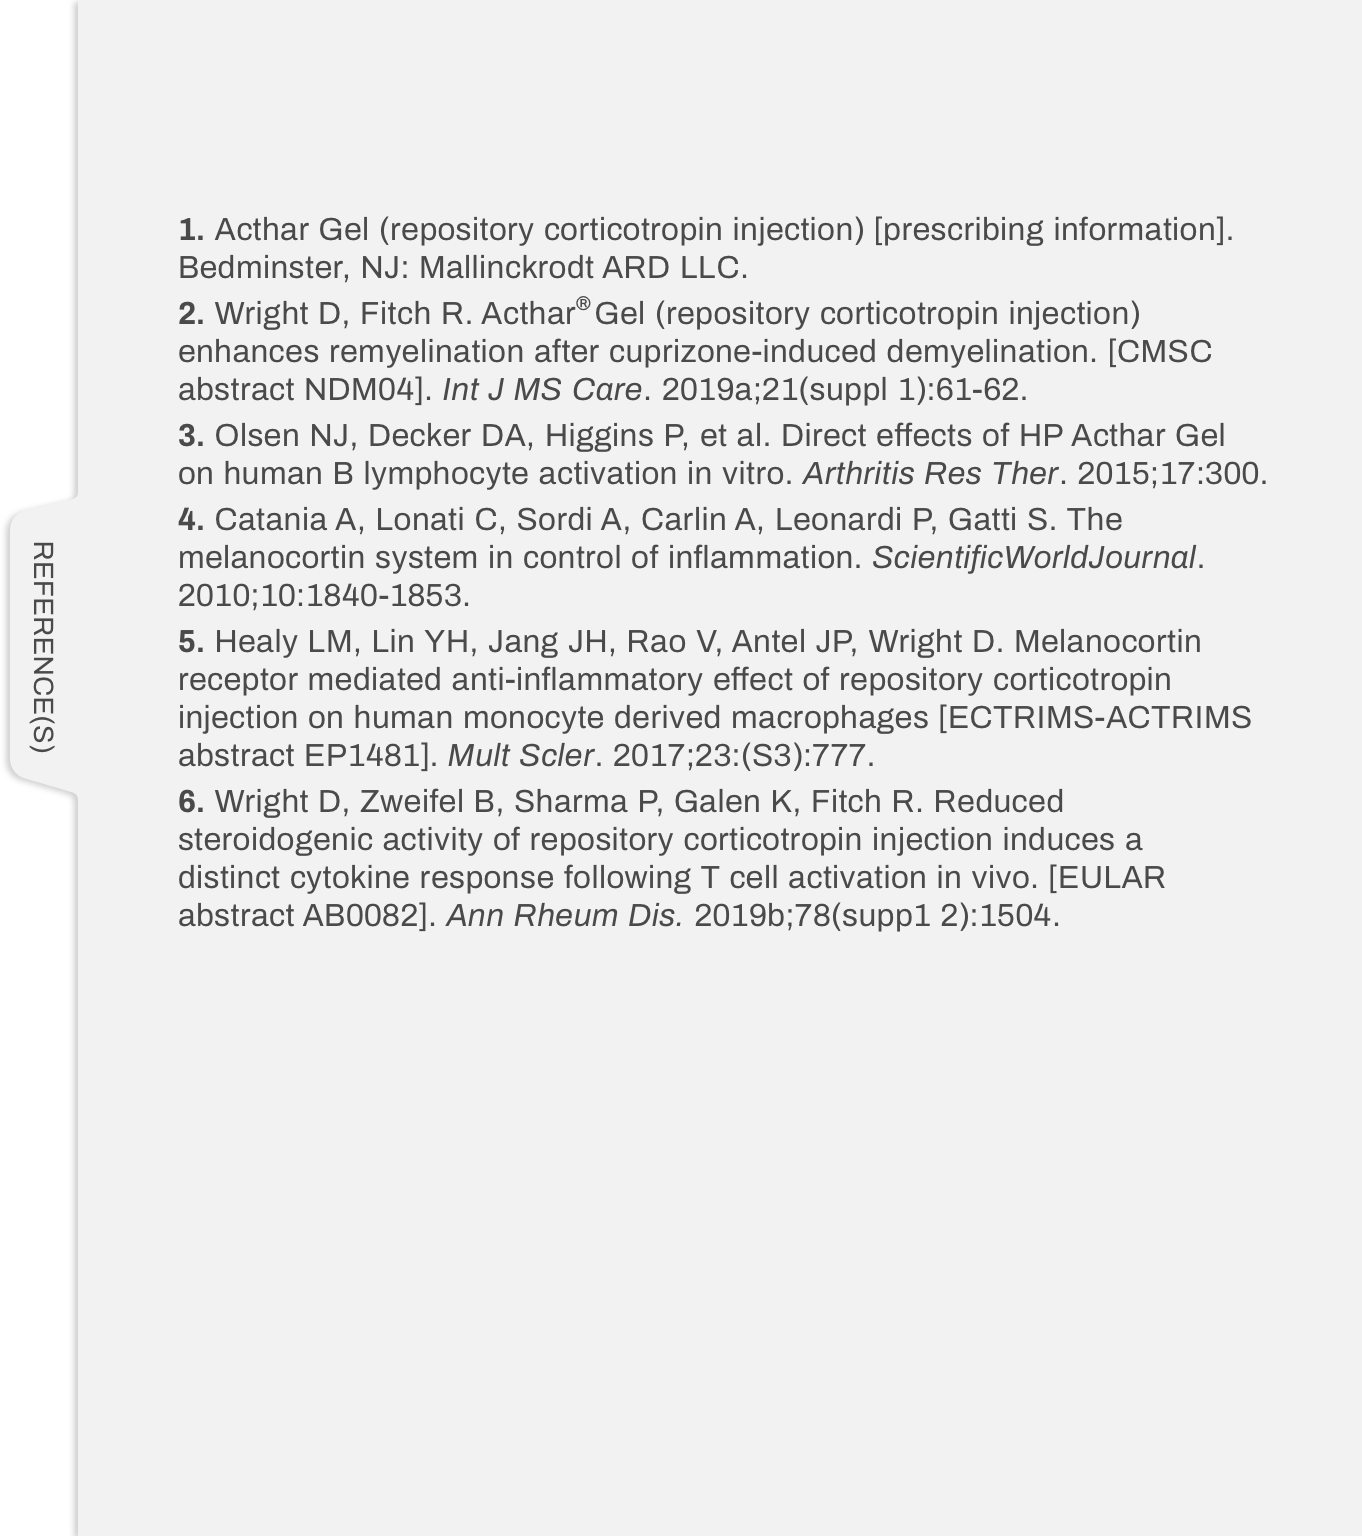 REFERENCE(S)
1. Acthar Gel (repository corticotropin injection) [prescribing information].
Bedminster, NJ: Mallinckrodt ARD LLC.
2. Wright D, Fitch R. Acthar® Gel (repository corticotropin injection)
enhances remyelination after cuprizone-induced demyelination. [CMSC
abstract NDM04]. Int J MS Care. 2019a;21(suppl 1):61-62.
3. Olsen NJ, Decker DA, Higgins P, et al. Direct effects of HP Acthar Gel
on human B lymphocyte activation in vitro. Arthritis Res Ther. 2015;17:300.
4. Catania A, Lonati C, Sordi A, Carlin A, Leonardi P, Gatti S. The
melanocortin system in control of inflammation. ScientificWorldJournal.
2010;10:1840-1853.
5. Healy LM, Lin YH, Jang JH, Rao V, Antel JP, Wright D. Melanocortin
receptor mediated anti-inflammatory effect of repository corticotropin
injection on human monocyte derived macrophages [ECTRIMS-ACTRIMS
abstract EP1481]. Mult Scler. 2017;23:(S3):777.
6. Wright D, Zweifel B, Sharma P, Galen K, Fitch R. Reduced
steroidogenic activity of repository corticotropin injection induces a
distinct cytokine response following T cell activation in vivo. [EULAR
abstract AB0082]. Ann Rheum Dis. 2019b;78(supp1 2):1504.